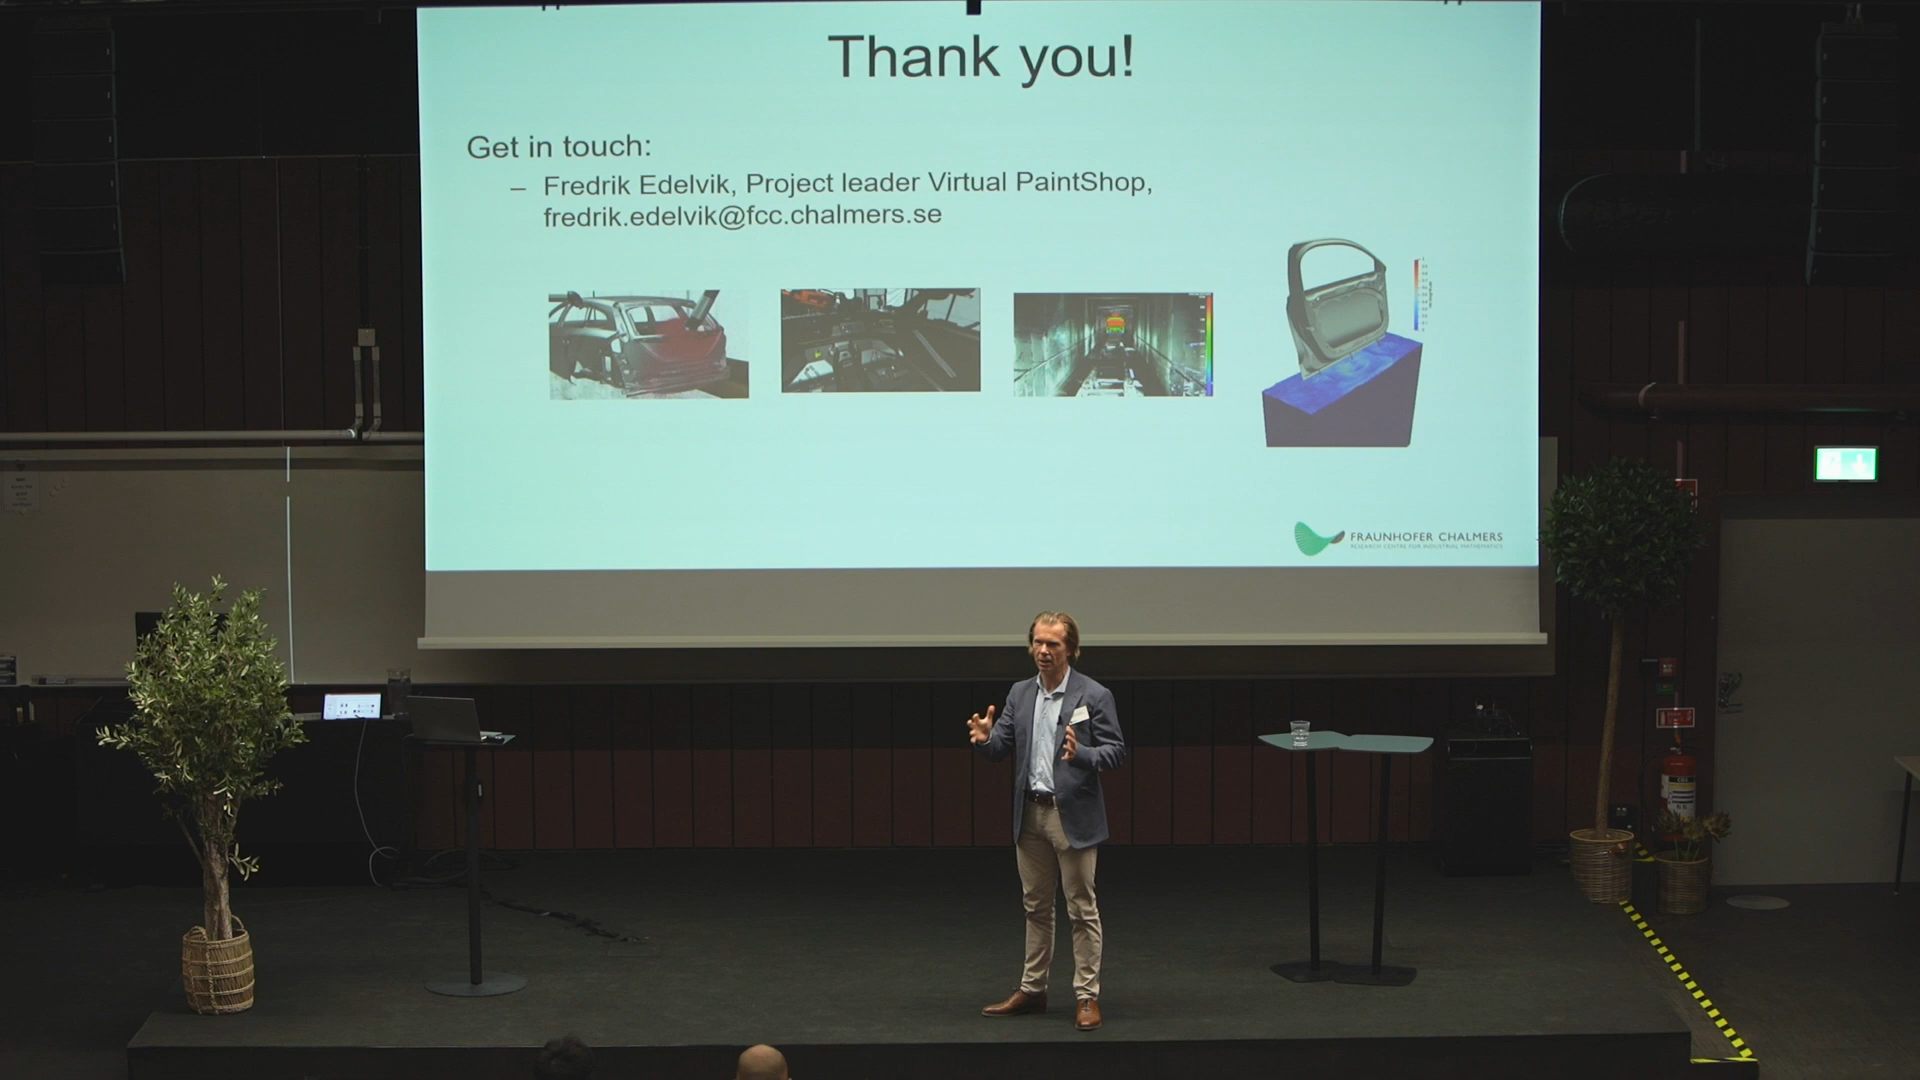 Thank you!
Get in touch:
– Fredrik Edelvik, Project leader Virtual PaintShop,
fredrik.edelvik@fcc.chalmers.se
FRAUNHOFER CHALMERS
RESEARCH CENTRE FOR INDUSTRIAL MATHEMATICS